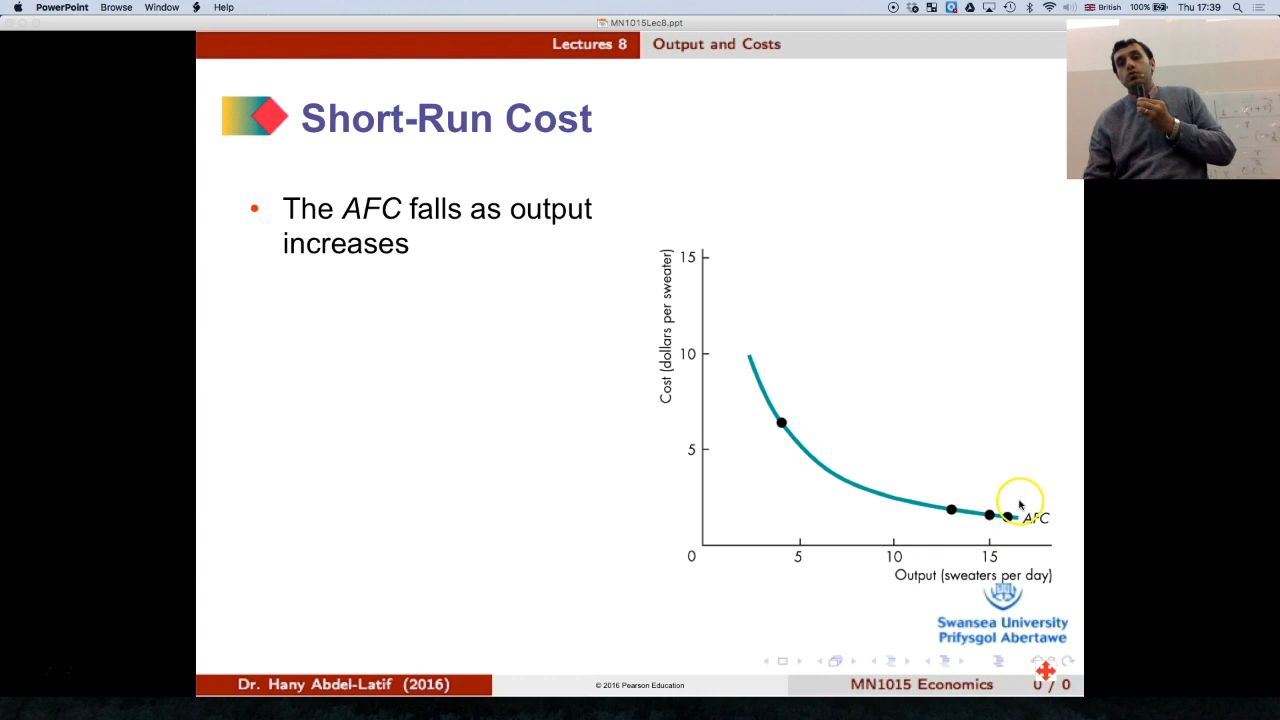 PowerPoint Browse Window Help
100% British Thu 17:39
MN1015Lec8.ppt
Lectures 8 Output and Costs
Short-Run Cost
• The AFC falls as output
increases
Cost (dollars per sweater)
15
10
5
0
5 10 15
AFC
Output (sweaters per day)
Swansea University
Prifysgol Abertawe
Dr. Hany Abdel-Latif (2016) © 2016 Pearson Education MN1015 Economics 0 / 0